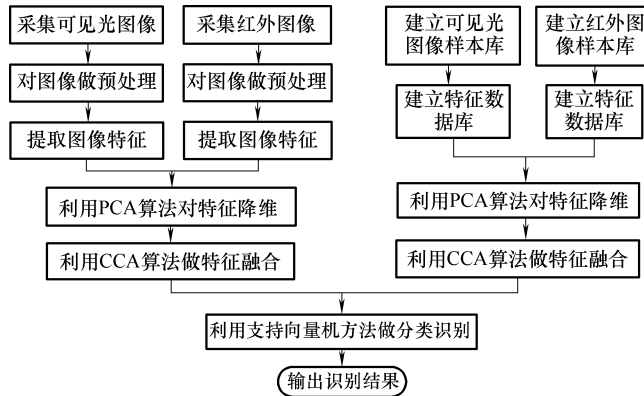 采集可见光图像
采集红外图像
建立可见光
图像样本库
建立红外图
像样本库
对图像做预处理
对图像做预处理
建立特征数
据库
建立特征
数据库
提取图像特征
提取图像特征
利用PCA算法对特征降维
利用PCA算法对特征降维
利用CCA算法做特征融合
利用CCA算法做特征融合
利用支持向量机方法做分类识别
输出识别结果